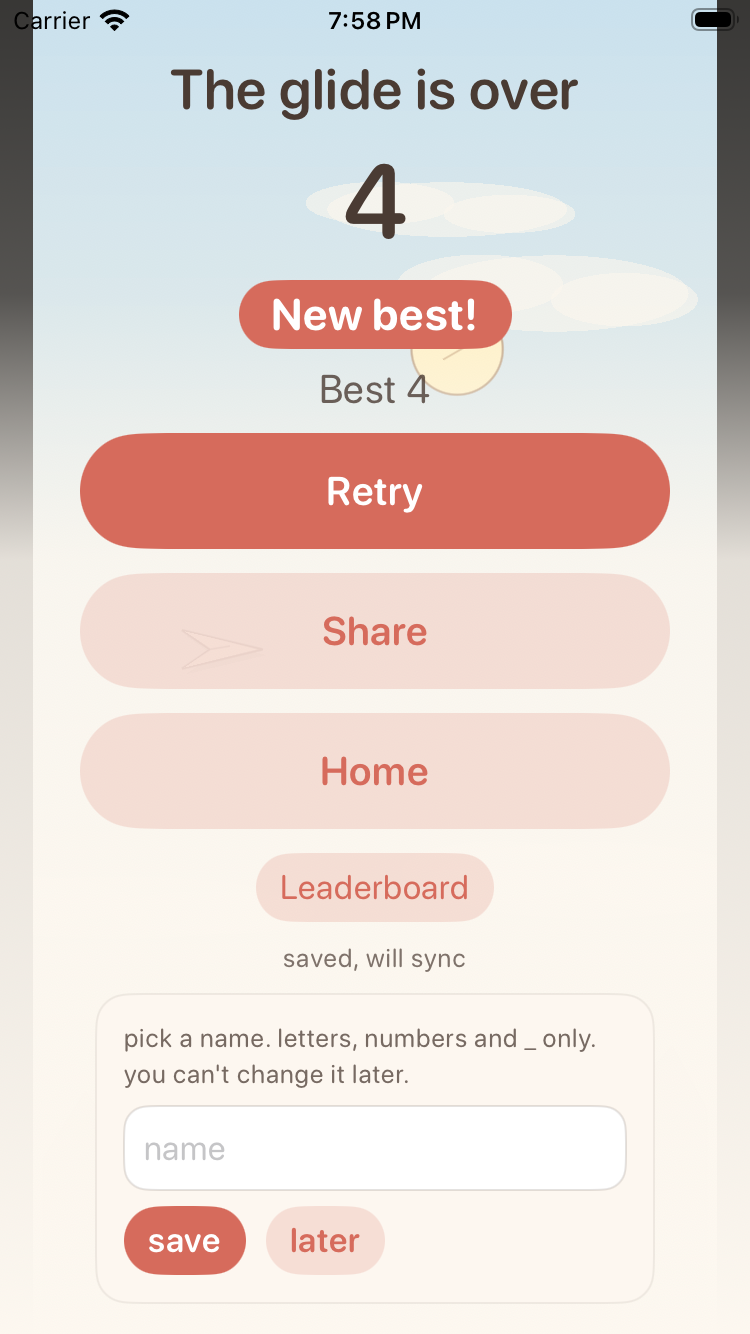 Carrier 7:58 PM
The glide is over
4
New best!
Best 4
Retry
Share
Home
Leaderboard
saved, will sync
pick a name. letters, numbers and _ only.
you can't change it later.
name
save later